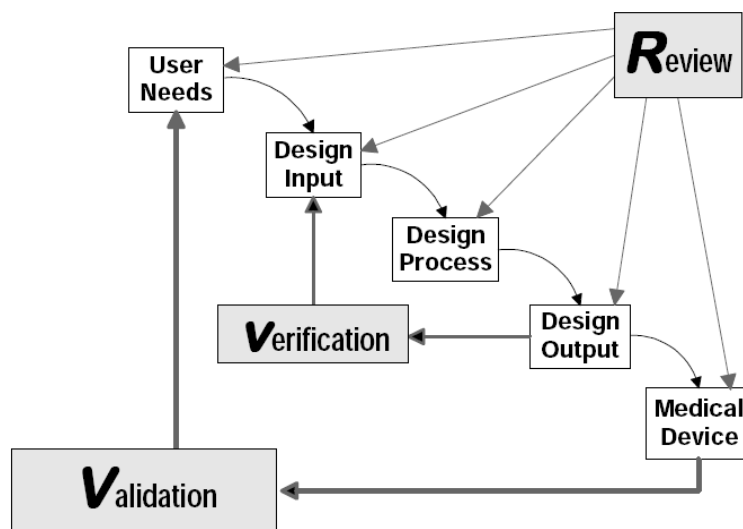 User
Needs
Review
Design
Input
Design
Process
Verification
Design
Output
Medical
Device
Validation